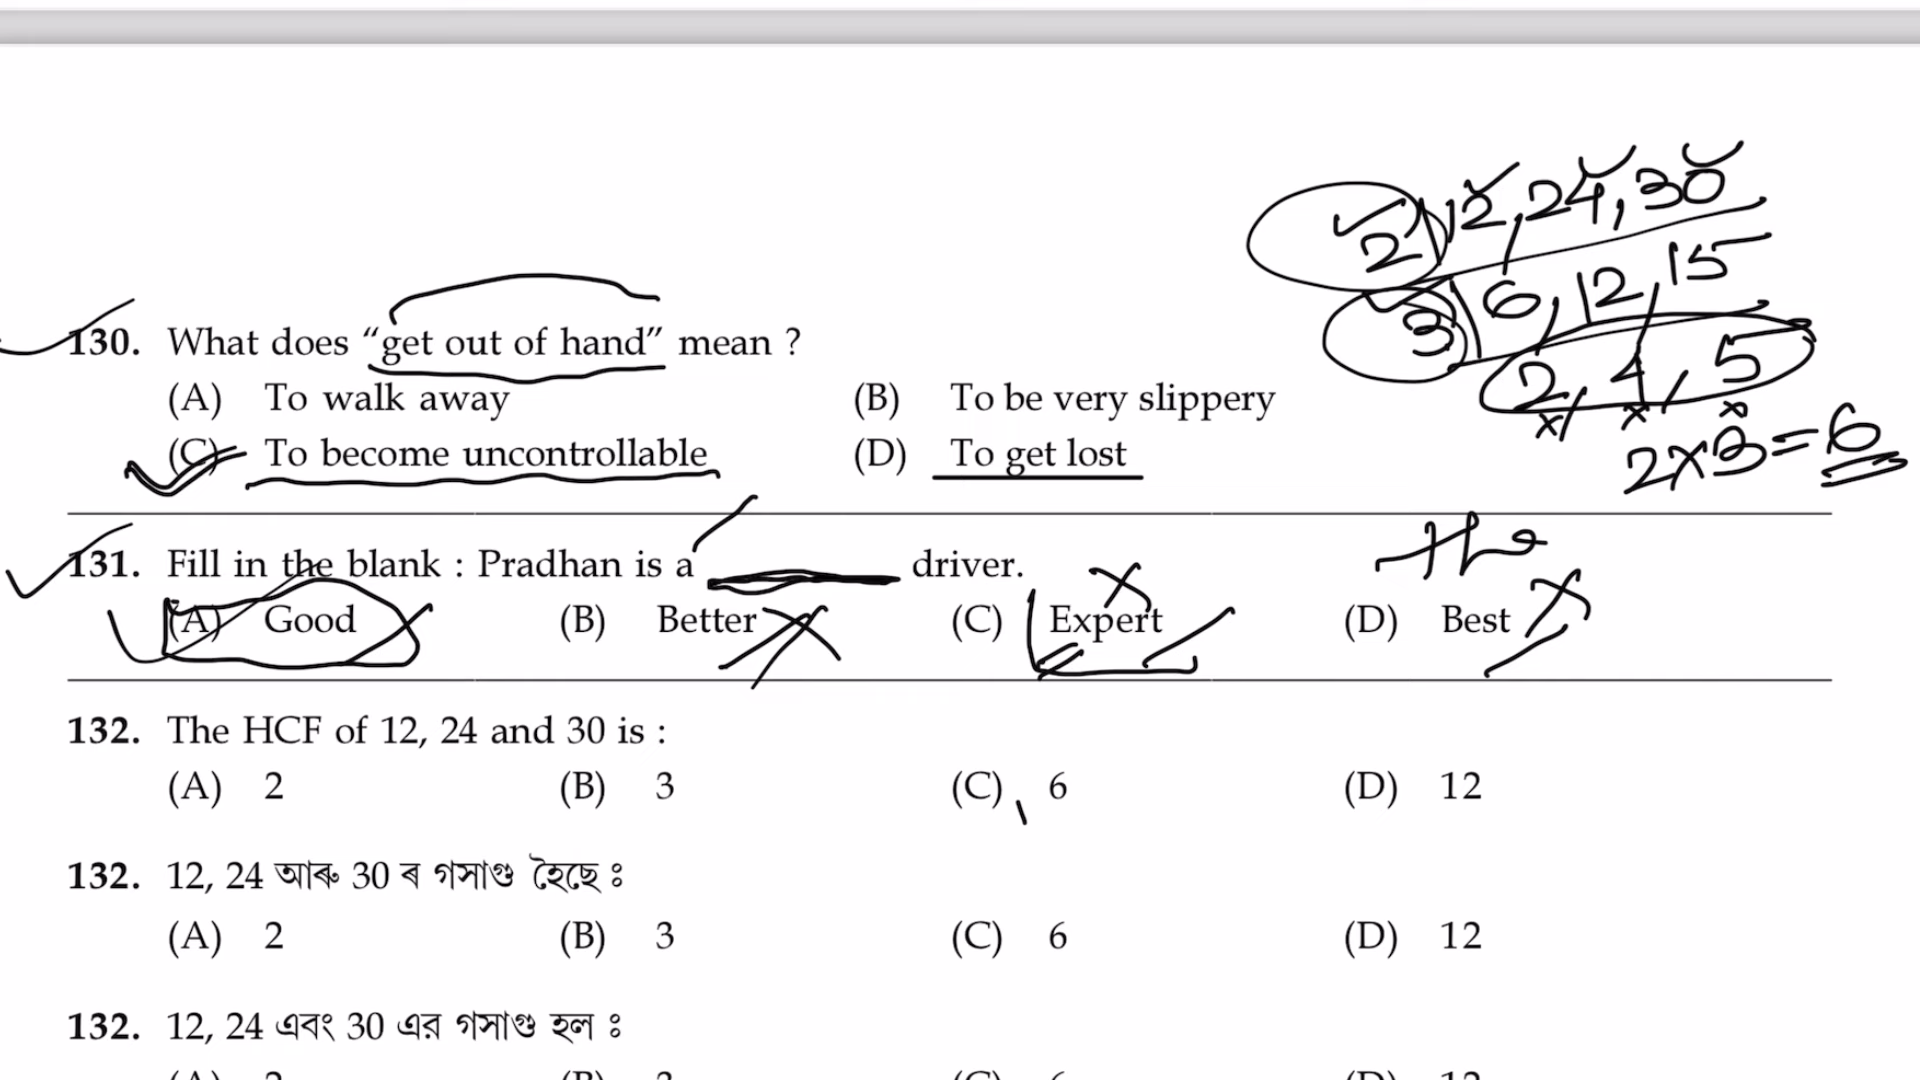 2 | 12, 24, 30
3 | 6, 12, 15
2, 4, 5
2x3=6
130. What does “get out of hand” mean ?
(A) To walk away (B) To be very slippery
(C) To become uncontrollable (D) To get lost
the
131. Fill in the blank : Pradhan is a ________ driver.
(A) Good (B) Better (C) Expert (D) Best
132. The HCF of 12, 24 and 30 is :
(A) 2 (B) 3 (C) 6 (D) 12
132. 12, 24 আৰু 30 ৰ গসাগু হৈছে ঃ
(A) 2 (B) 3 (C) 6 (D) 12
132. 12, 24 এবং 30 এর গসাগু হল ঃ